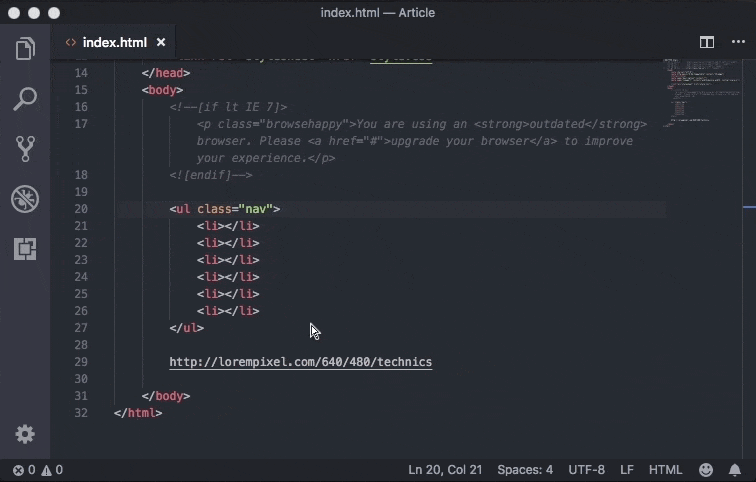 index.html — Article
index.html
14 </head>
15 <body>
16 <!--[if lt IE 7]>
17 <p class="browsehappy">You are using an <strong>outdated</strong>
browser. Please <a href="#">upgrade your browser</a> to improve
your experience.</p>
18 <![endif]-->
19
20 <ul class="nav">
21 <li></li>
22 <li></li>
23 <li></li>
24 <li></li>
25 <li></li>
26 <li></li>
27 </ul>
28
29 http://lorempixel.com/640/480/technics
30
31 </body>
32 </html>
0 0 Ln 20, Col 21 Spaces: 4 UTF-8 LF HTML